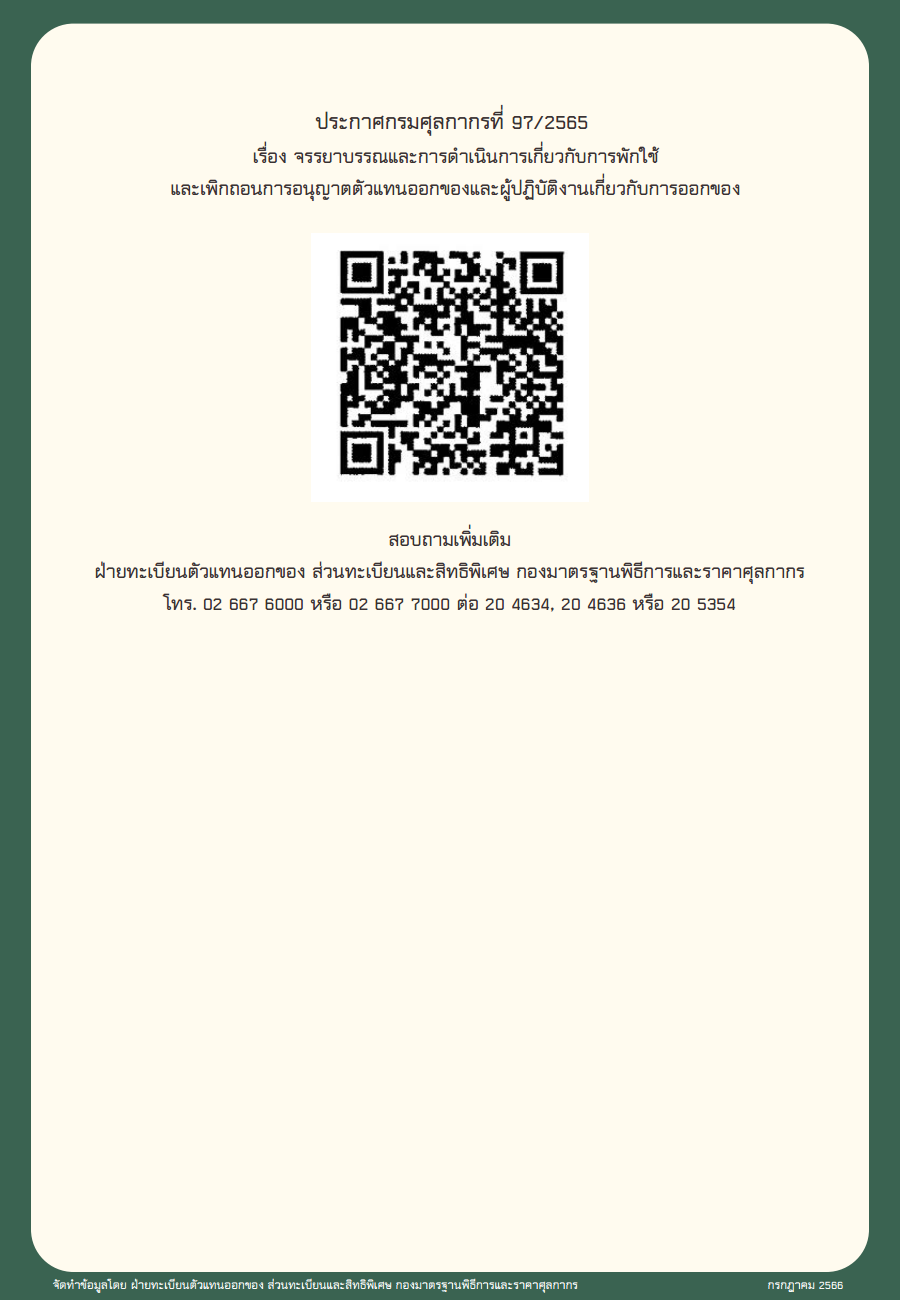 ประกาศกรมศุลกากรที่ 97/2565
เรื่อง จรรยาบรรณและการดำเนินการเกี่ยวกับการพักใช้
และเพิกถอนการอนุญาตตัวแทนออกของและผู้ปฏิบัติงานเกี่ยวกับการออกของ
สอบถามเพิ่มเติม
ฝ่ายทะเบียนตัวแทนออกของ ส่วนทะเบียนและสิทธิพิเศษ กองมาตรฐานพิธีการและราคาศุลกากร
โทร. 02 667 6000 หรือ 02 667 7000 ต่อ 20 4634, 20 4636 หรือ 20 5354
จัดทำข้อมูลโดย ฝ่ายทะเบียนตัวแทนออกของ ส่วนทะเบียนและสิทธิพิเศษ กองมาตรฐานพิธีการและราคาศุลกากร
กรกฎาคม 2566